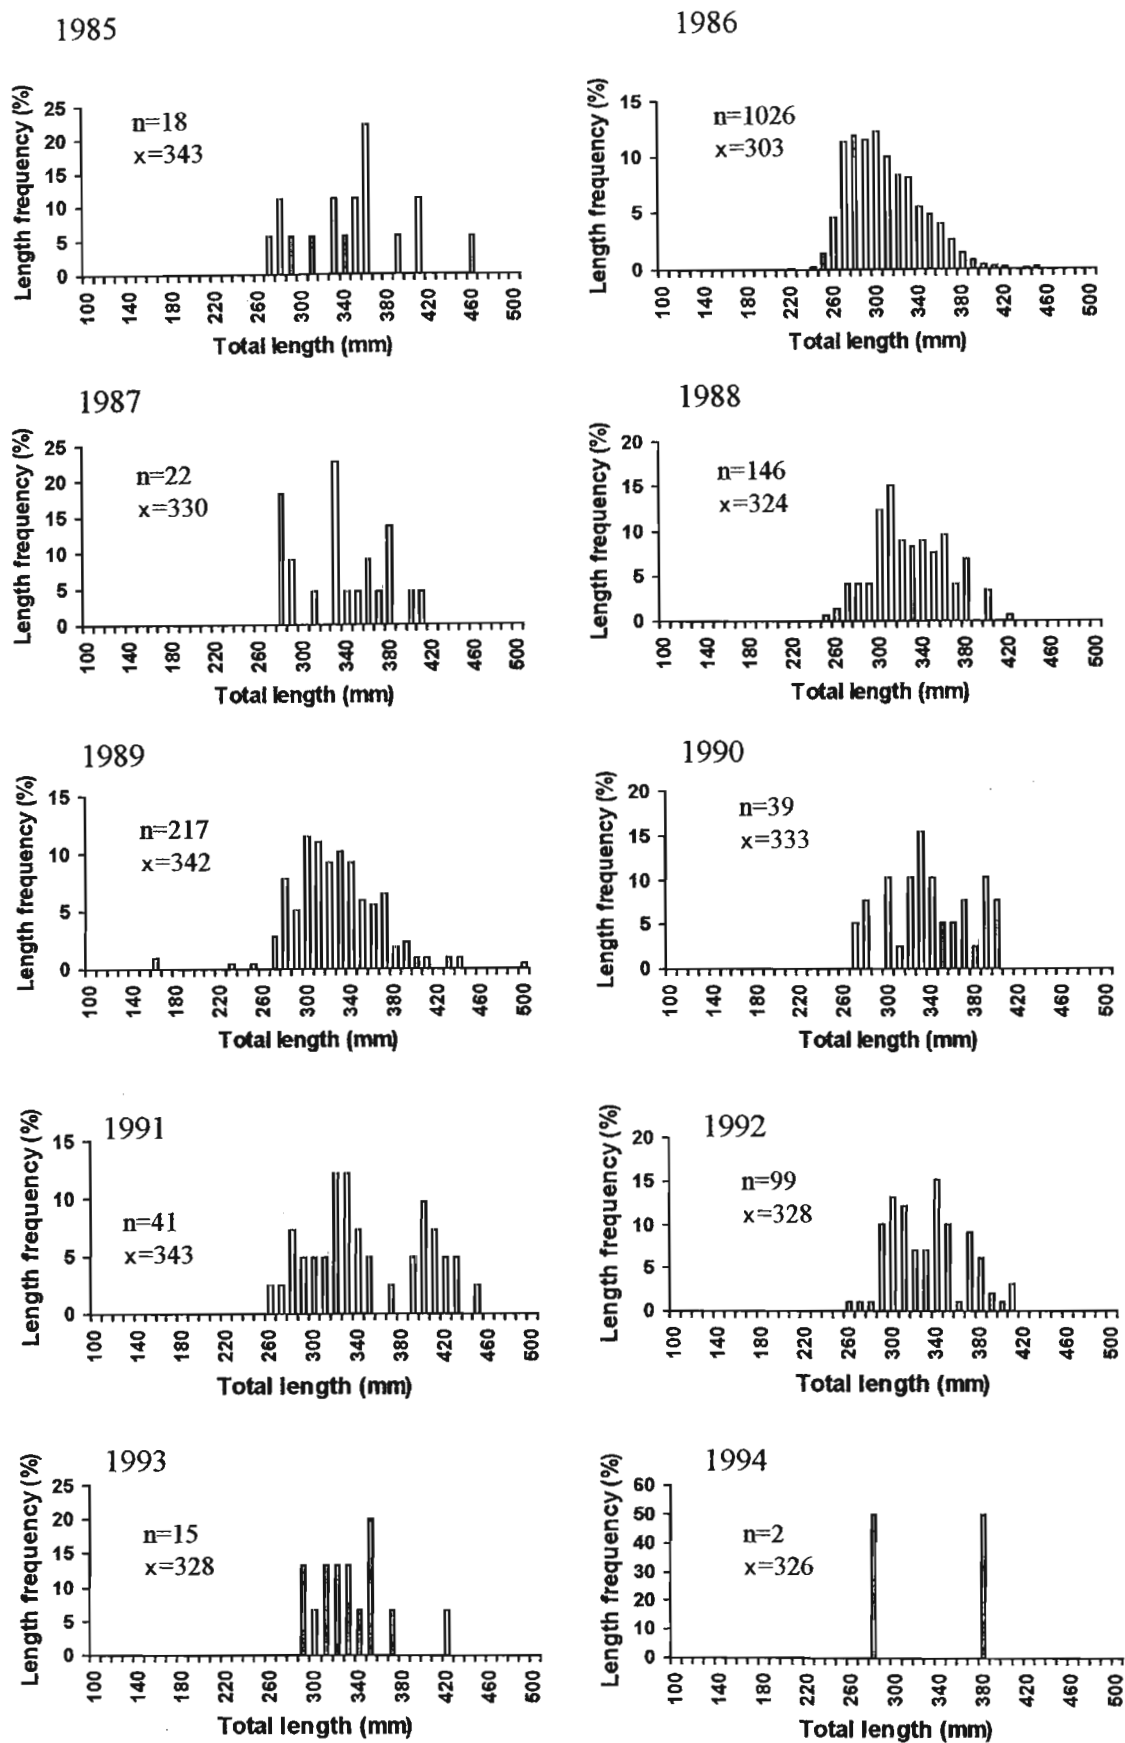 1985
Length frequency (%)
25
20
15
10
5
0
n=18
x=343
100 140 180 220 260 300 340 380 420 460 500
Total length (mm)
1986
Length frequency (%)
15
10
5
0
n=1026
x=303
100 140 180 220 260 300 340 380 420 460 500
Total length (mm)
1987
Length frequency (%)
25
20
15
10
5
0
n=22
x=330
100 140 180 220 260 300 340 380 420 460 500
Total length (mm)
1988
Length frequency (%)
20
15
10
5
0
n=146
x=324
100 140 180 220 260 300 340 380 420 460 500
Total length (mm)
1989
Length frequency (%)
15
10
5
0
n=217
x=342
100 140 180 220 260 300 340 380 420 460 500
Total length (mm)
1990
Length frequency (%)
20
15
10
5
0
n=39
x=333
100 140 180 220 260 300 340 380 420 460 500
Total length (mm)
1991
Length frequency (%)
15
10
5
0
n=41
x=343
100 140 180 220 260 300 340 380 420 460 500
Total length (mm)
1992
Length frequency (%)
20
15
10
5
0
n=99
x=328
100 140 180 220 260 300 340 380 420 460 500
Total length (mm)
1993
Length frequency (%)
25
20
15
10
5
0
n=15
x=328
100 140 180 220 260 300 340 380 420 460 500
Total length (mm)
1994
Length frequency (%)
60
50
40
30
20
10
0
n=2
x=326
100 140 180 220 260 300 340 380 420 460 500
Total length (mm)